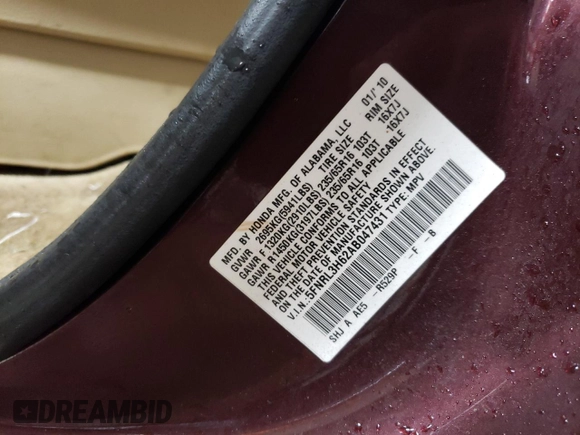 MFD. BY HONDA MFG. OF ALABAMA, LLC 01/'10
GVWR 2695KG(5941LBS) TIRE SIZE RIM SIZE
GAWR F 1320KG(2910LBS) 235/65R16 103T 16X7J
GAWR R1450KG(3197LBS) 235/65R16 103T 16X7J
THIS VEHICLE CONFORMS TO ALL APPLICABLE
FEDERAL MOTOR VEHICLE SAFETY
AND THEFT PREVENTION STANDARDS IN EFFECT
ON THE DATE OF MANUFACTURE SHOWN ABOVE.
V.I.N.:5FNRL3H62AB047431 TYPE: MPV
SHJ A AE5 -R529P -F -B
DREAMBID